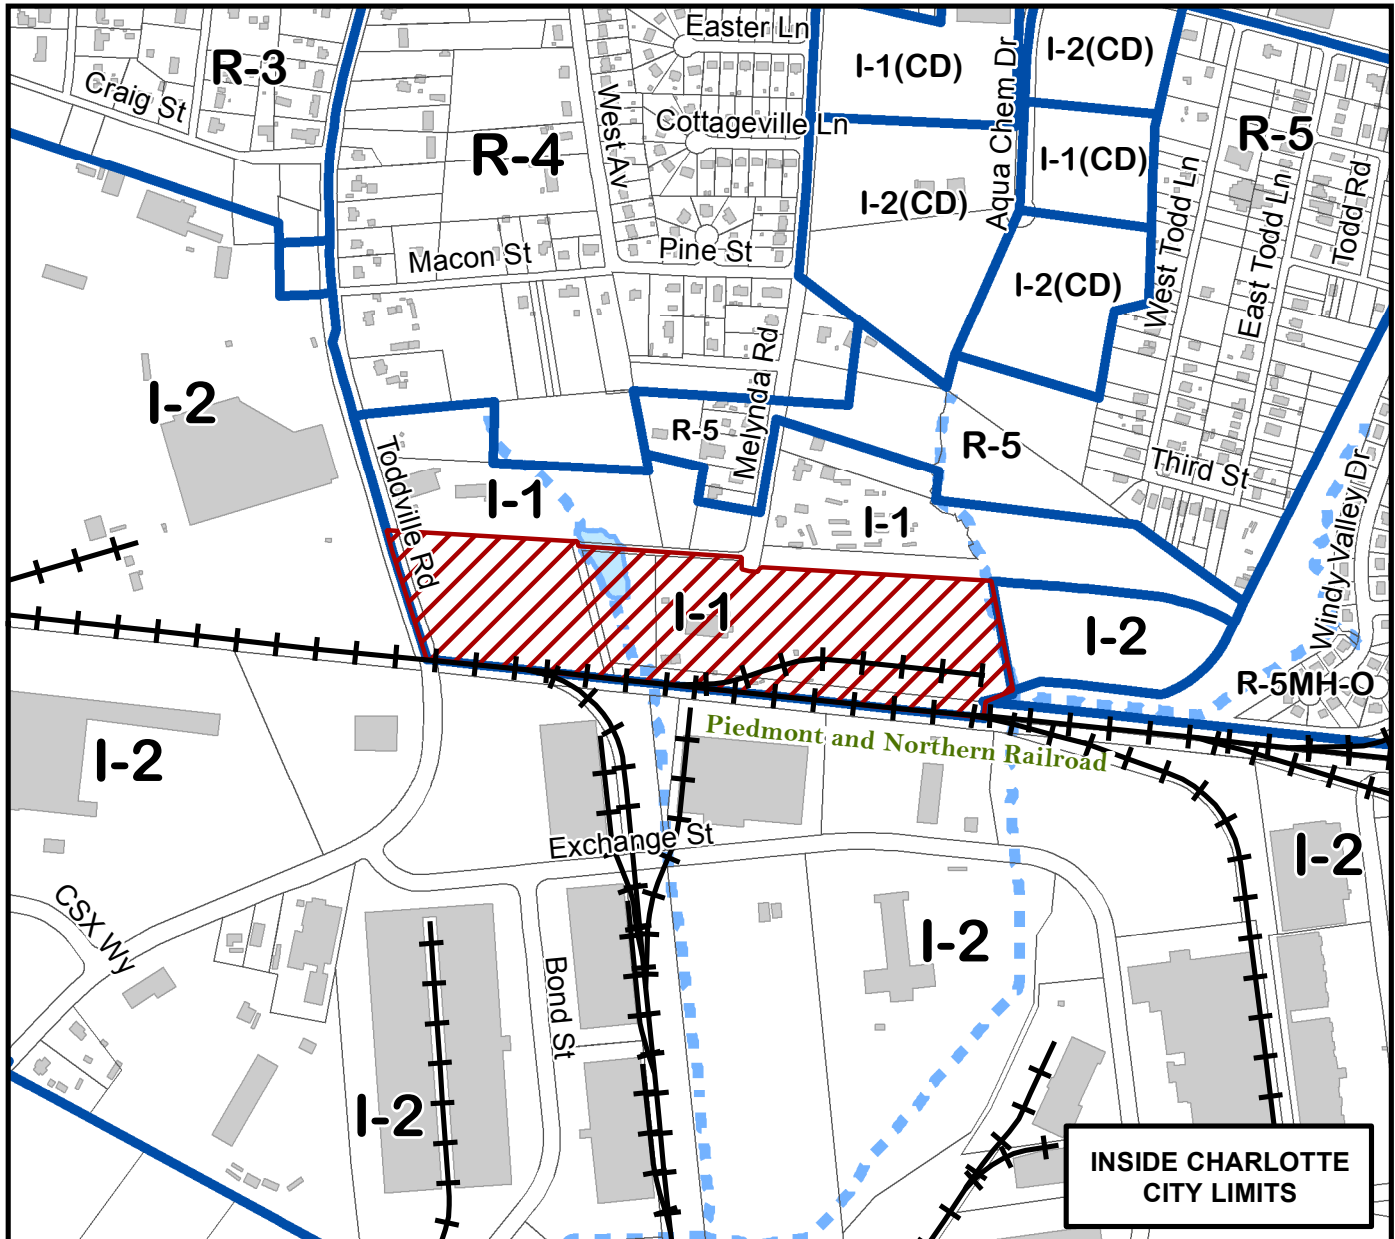 Easter Ln
R-3
Craig St
I-1(CD)
I-2(CD)
Aqua Chem Dr
West Av
Cottageville Ln
R-4
R-5
I-1(CD)
I-2(CD)
West Todd Ln
East Todd Ln
Todd Rd
Macon St
Pine St
I-2(CD)
Melynda Rd
I-2
R-5
R-5
Third St
Toddville Rd
I-1
I-1
Windy Valley Dr
I-1
I-2
R-5MH-O
Piedmont and Northern Railroad
I-2
Exchange St
I-2
CSX Wy
I-2
Bond St
I-2
INSIDE CHARLOTTE
CITY LIMITS